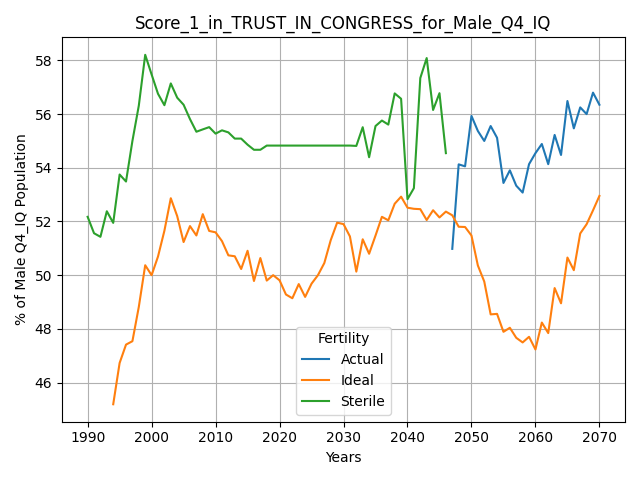 Score_1_in_TRUST_IN_CONGRESS_for_Male_Q4_IQ
% of Male Q4_IQ Population
58
56
54
52
50
48
46
Fertility
Actual
Ideal
Sterile
1990 2000 2010 2020 2030 2040 2050 2060 2070
Years